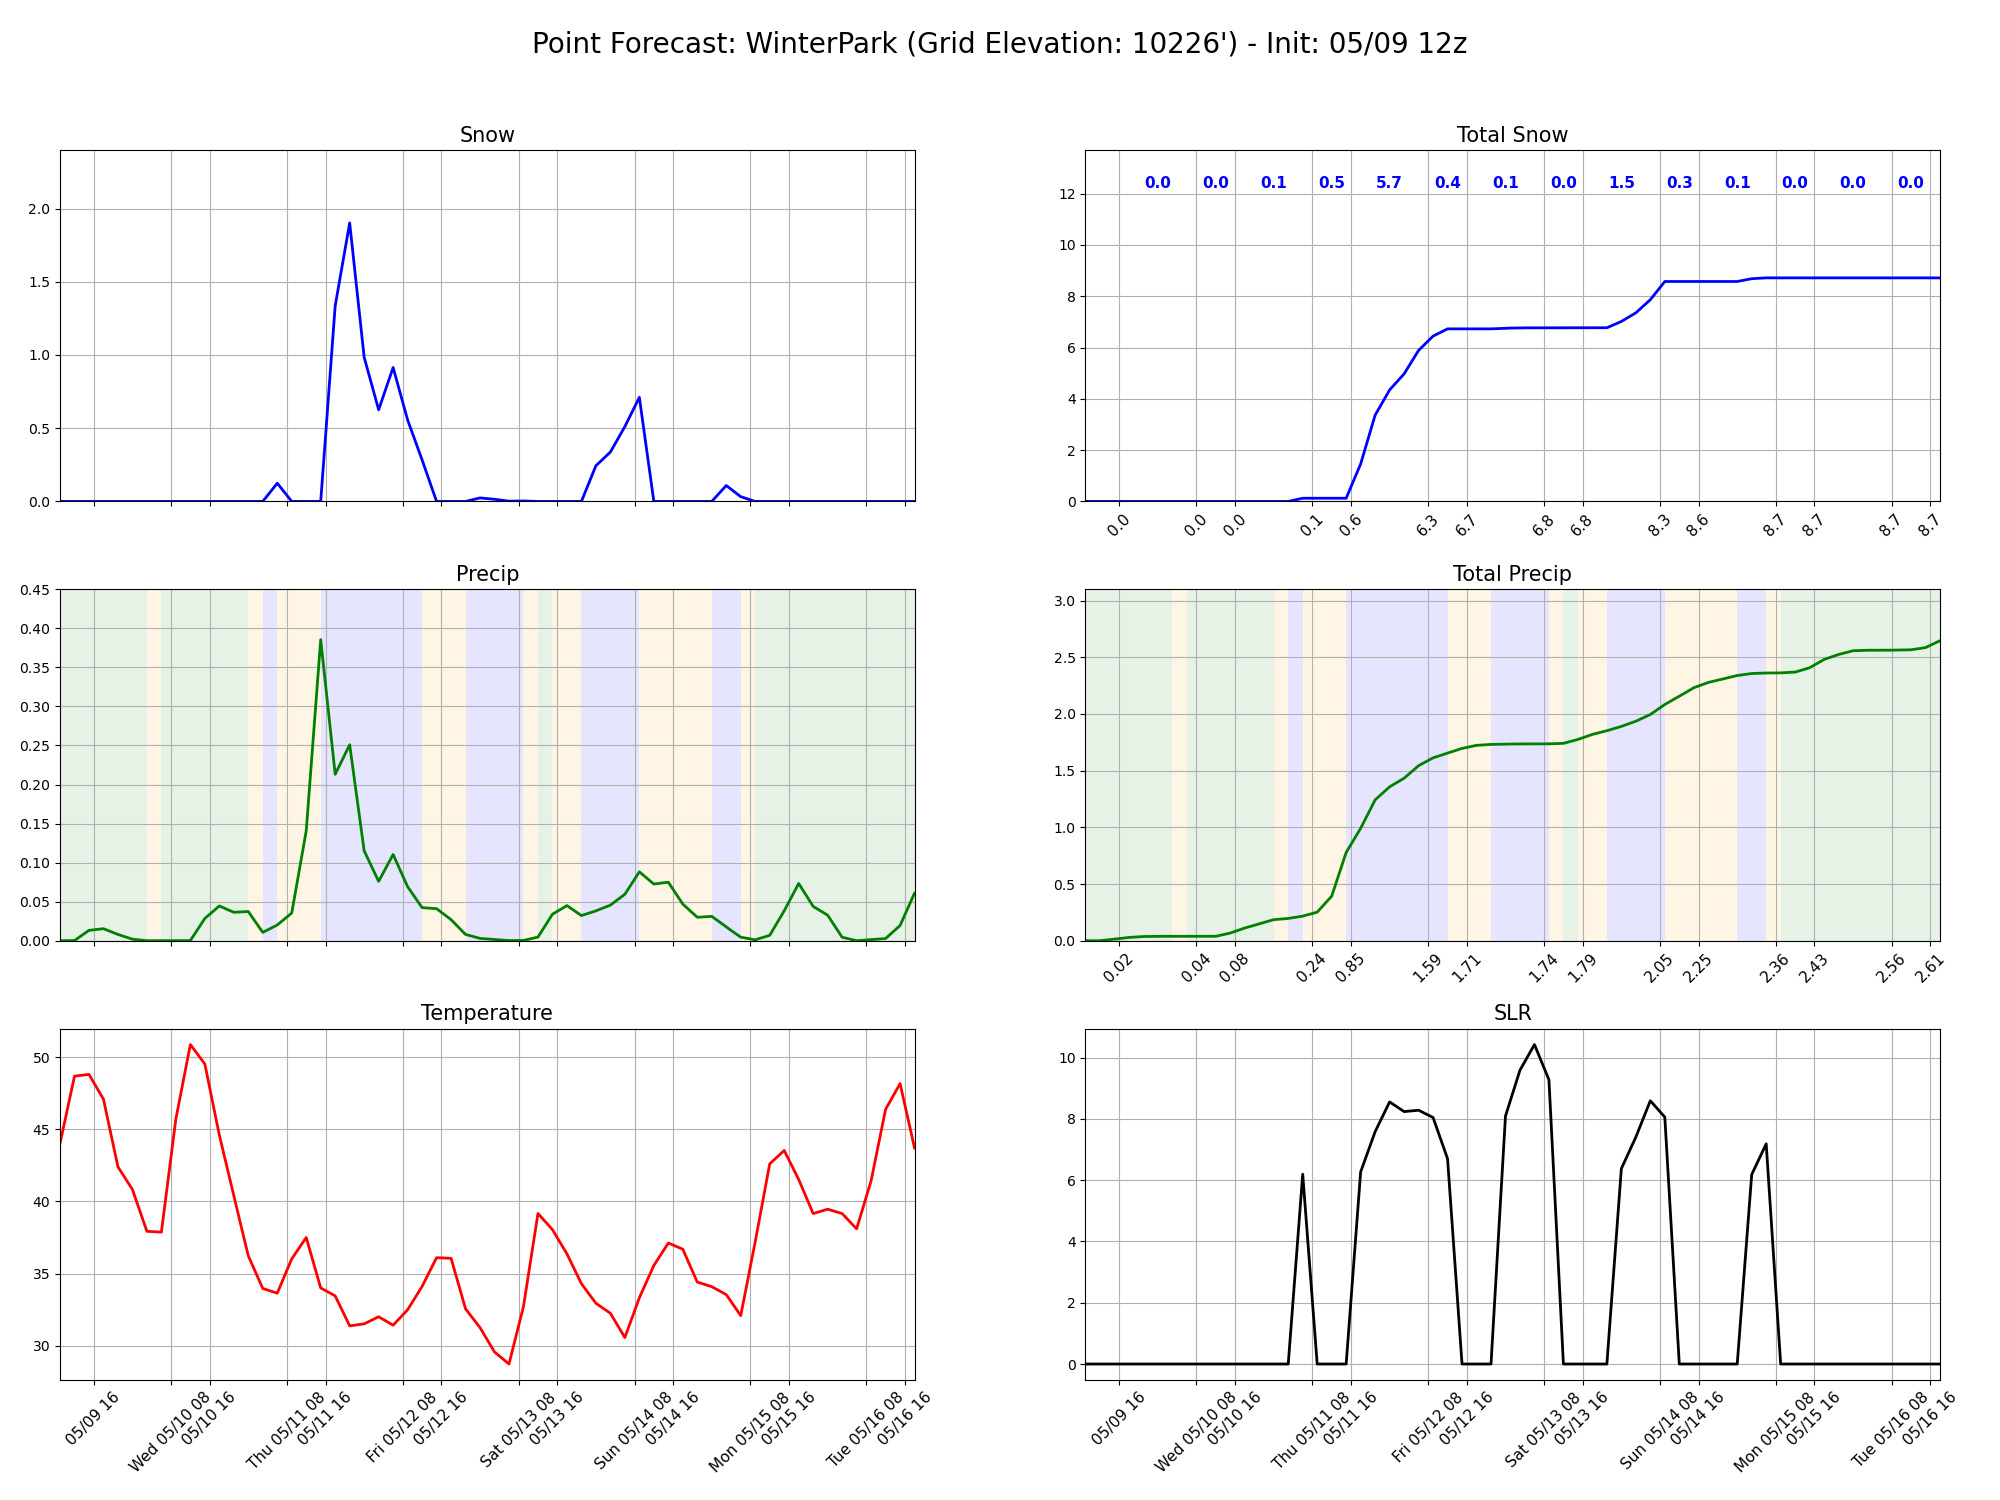 Point Forecast: WinterPark (Grid Elevation: 10226') - Init: 05/09 12z
Snow
2.0
1.5
1.0
0.5
0.0
Total Snow
0.0 0.0 0.1 0.5 5.7 0.4 0.1 0.0 1.5 0.3 0.1 0.0 0.0 0.0
12
10
8
6
4
2
0
0.0 0.0 0.0 0.1 0.6 6.3 6.7 6.8 6.8 8.3 8.6 8.7 8.7 8.7 8.7
Precip
0.45
0.40
0.35
0.30
0.25
0.20
0.15
0.10
0.05
0.00
Total Precip
3.0
2.5
2.0
1.5
1.0
0.5
0.0
0.02 0.04 0.08 0.24 0.85 1.59 1.71 1.74 1.79 2.05 2.25 2.36 2.43 2.56 2.61
Temperature
50
45
40
35
30
05/09 16
Wed 05/10 08
05/10 16
Thu 05/11 08
05/11 16
Fri 05/12 08
05/12 16
Sat 05/13 08
05/13 16
Sun 05/14 08
05/14 16
Mon 05/15 08
05/15 16
Tue 05/16 08
05/16 16
SLR
10
8
6
4
2
0
05/09 16
Wed 05/10 08
05/10 16
Thu 05/11 08
05/11 16
Fri 05/12 08
05/12 16
Sat 05/13 08
05/13 16
Sun 05/14 08
05/14 16
Mon 05/15 08
05/15 16
Tue 05/16 08
05/16 16